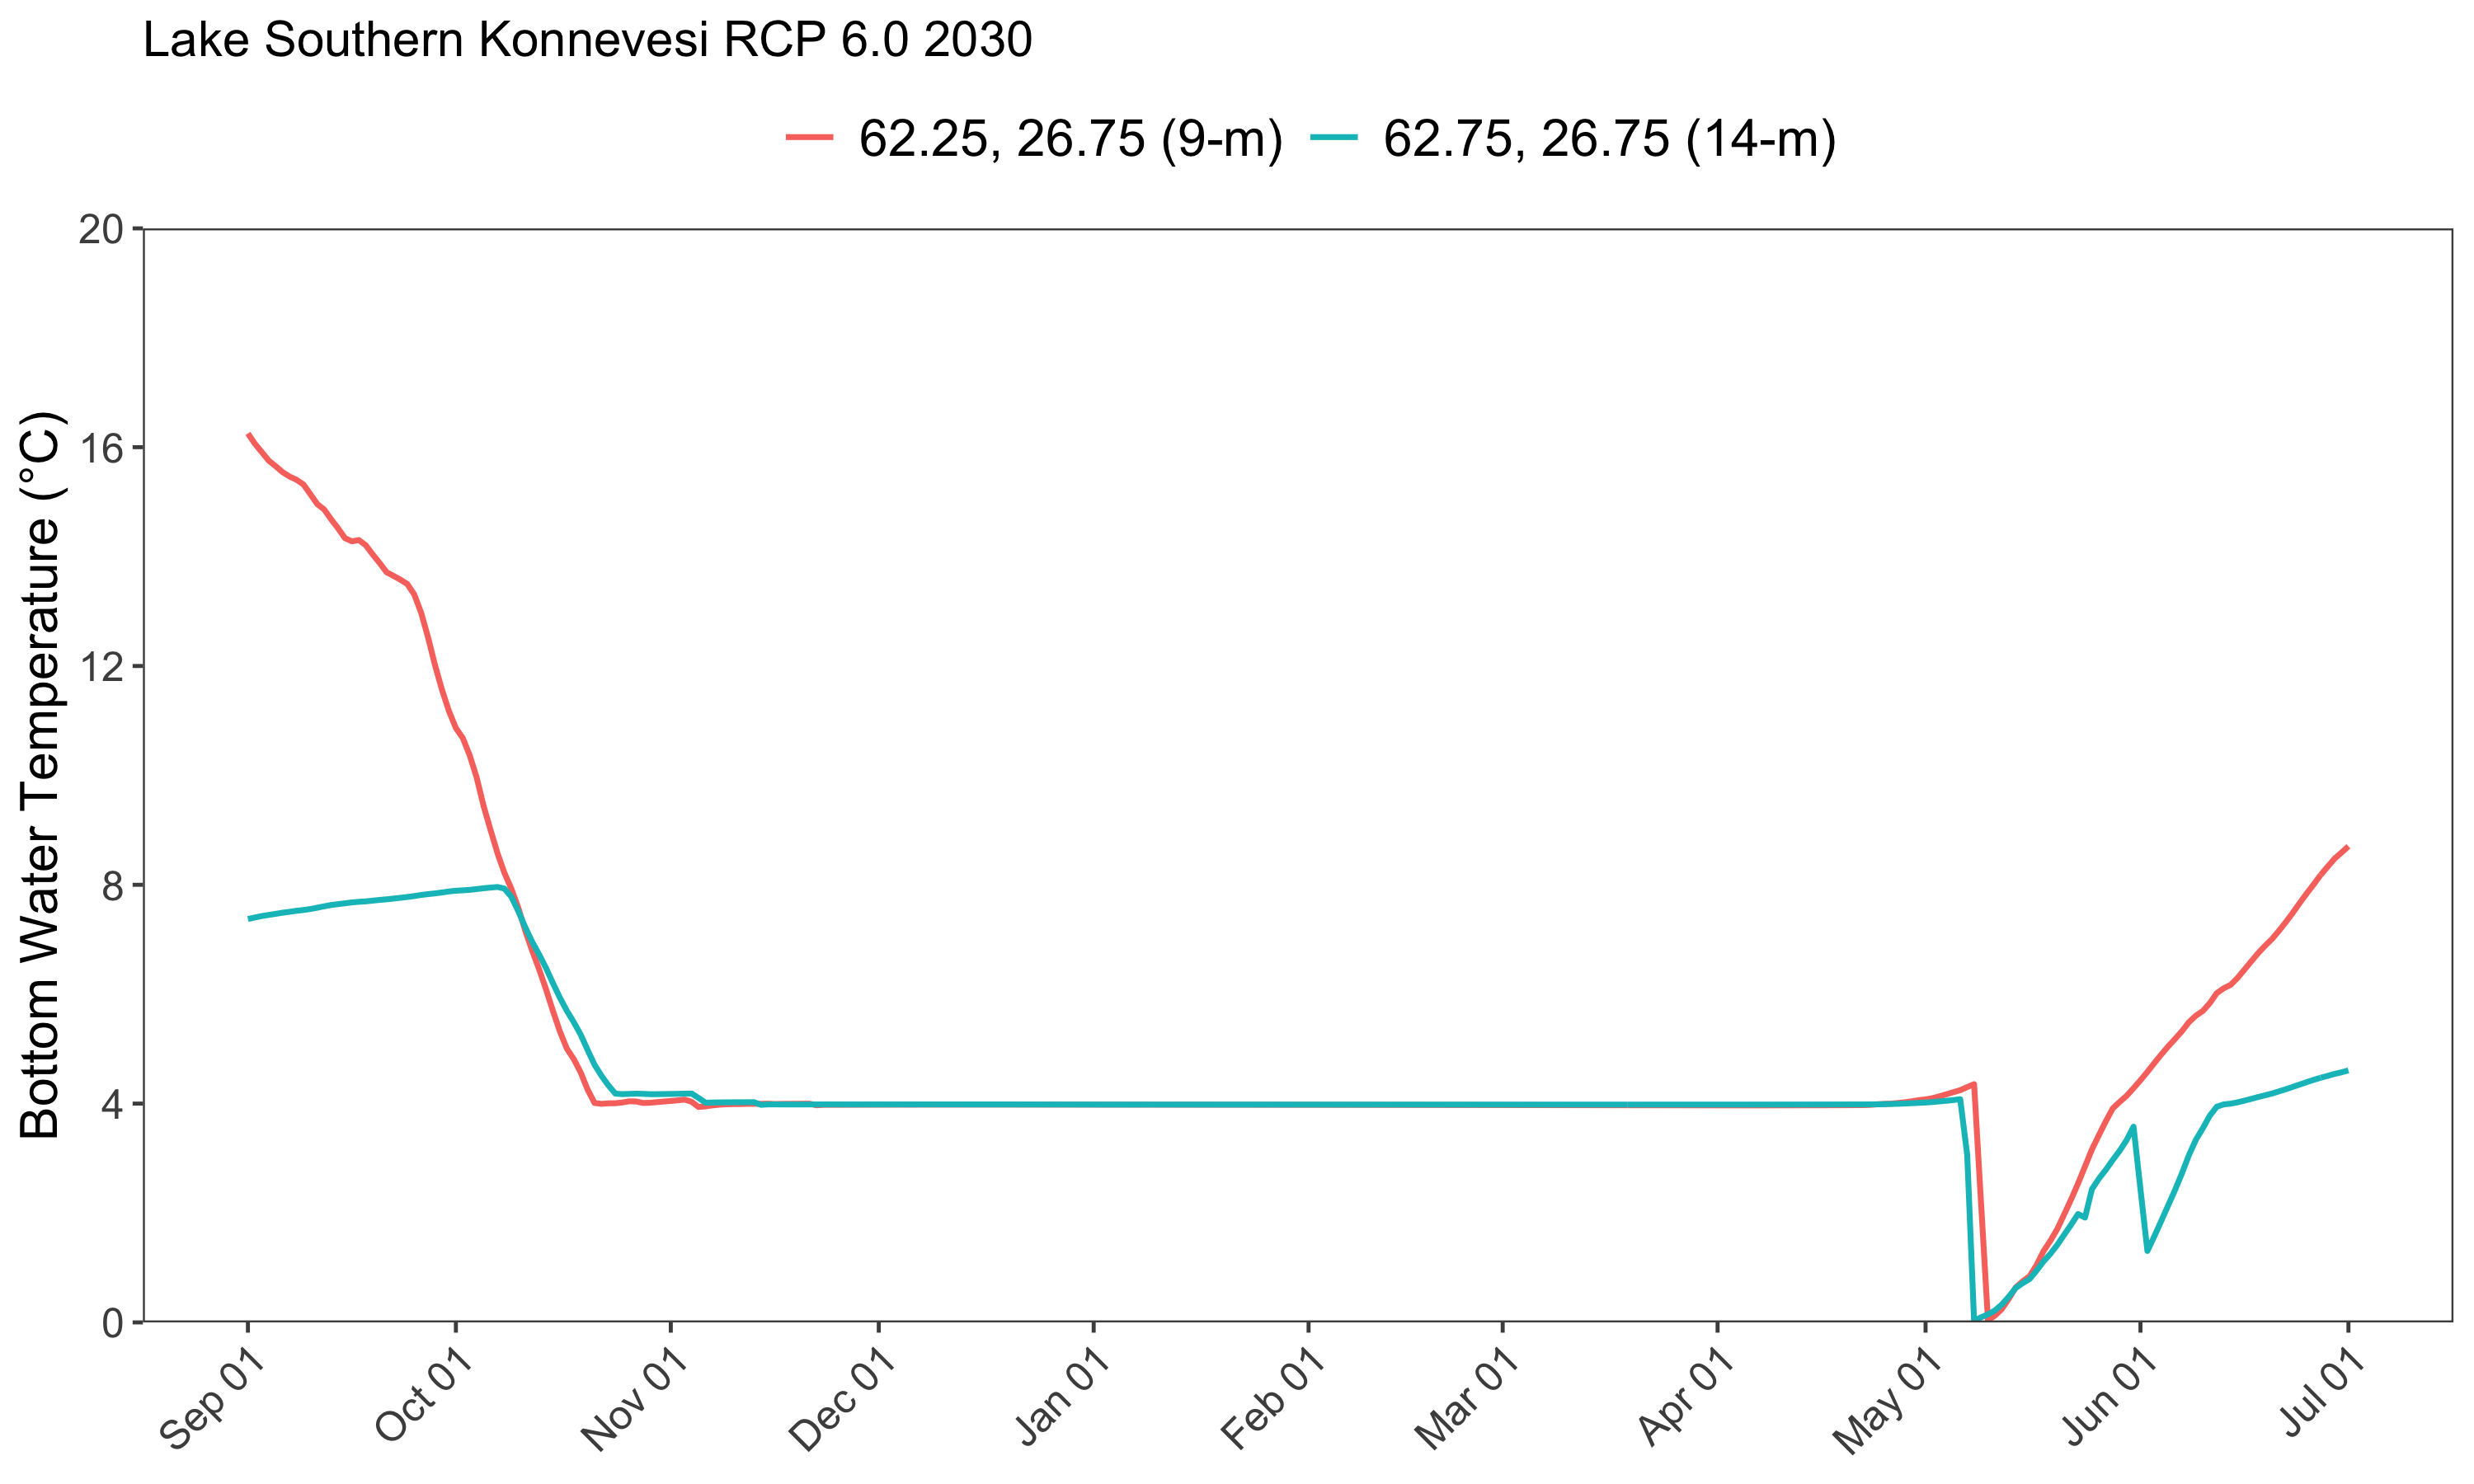 Lake Southern Konnevesi RCP 6.0 2030
62.25, 26.75 (9-m) 62.75, 26.75 (14-m)
Bottom Water Temperature (°C)
20
16
12
8
4
0
Sep 01 Oct 01 Nov 01 Dec 01 Jan 01 Feb 01 Mar 01 Apr 01 May 01 Jun 01 Jul 01